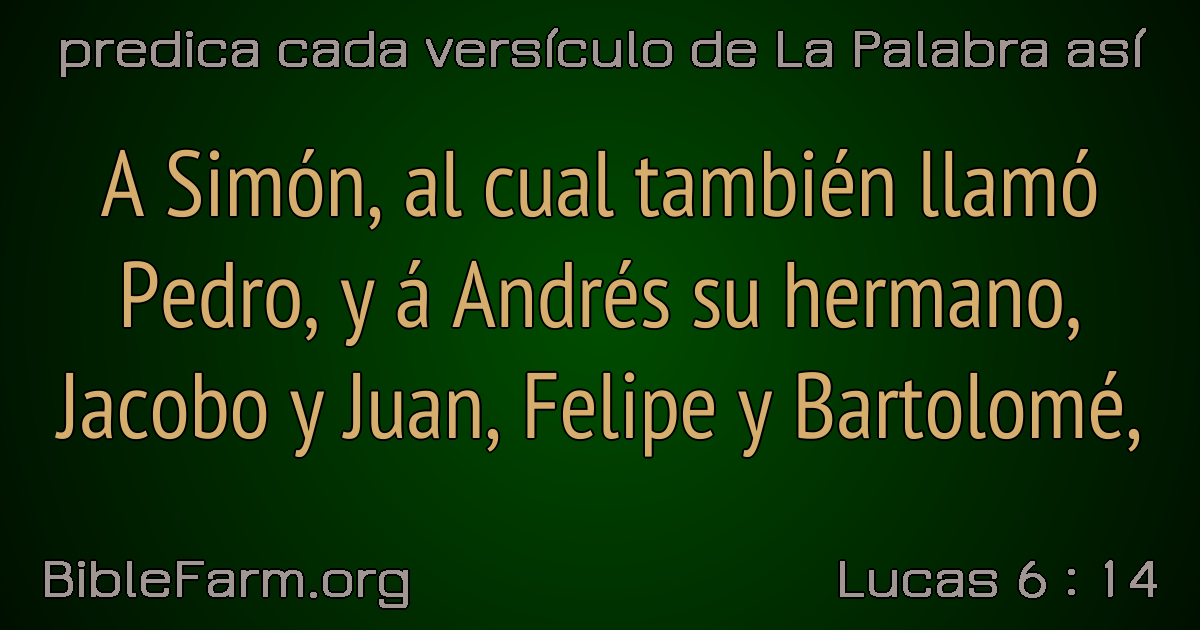 predica cada versículo de La Palabra así
A Simón, al cual también llamó
Pedro, y á Andrés su hermano,
Jacobo y Juan, Felipe y Bartolomé,
BibleFarm.org
Lucas 6 : 14